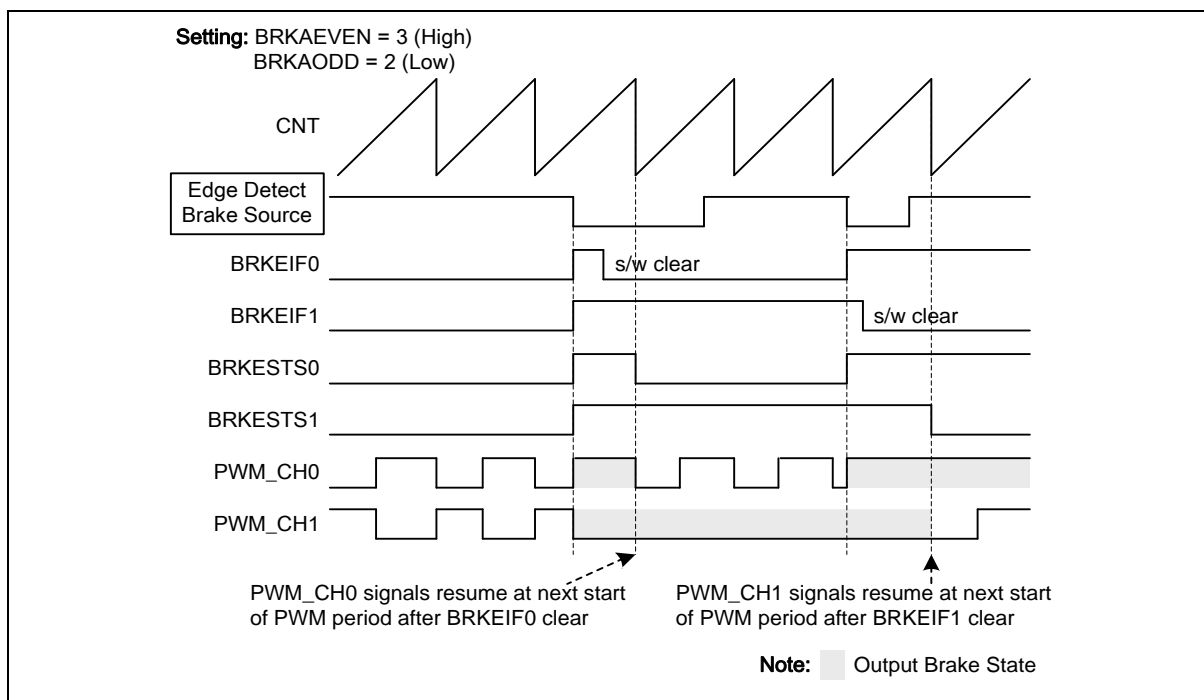 Setting: BRKAEVEN = 3 (High)
BRKAODD = 2 (Low)
CNT
Edge Detect
Brake Source
BRKEIF0
s/w clear
BRKEIF1
s/w clear
BRKESTS0
BRKESTS1
PWM_CH0
PWM_CH1
PWM_CH0 signals resume at next start
of PWM period after BRKEIF0 clear
PWM_CH1 signals resume at next start
of PWM period after BRKEIF1 clear
Note: Output Brake State